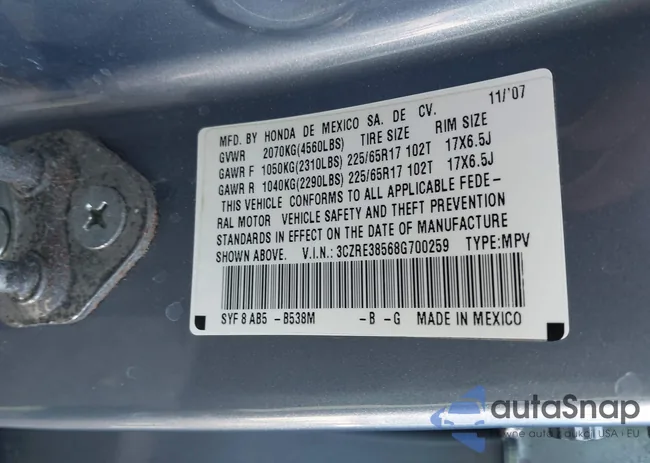 11/'07
MFD. BY HONDA DE MEXICO SA. DE CV.
GVWR 2070KG(4560LBS) TIRE SIZE RIM SIZE
GAWR F 1050KG(2310LBS) 225/65R17 102T 17X6.5J
GAWR R 1040KG(2290LBS) 225/65R17 102T 17X6.5J
THIS VEHICLE CONFORMS TO ALL APPLICABLE FEDE-
RAL MOTOR VEHICLE SAFETY AND THEFT PREVENTION
STANDARDS IN EFFECT ON THE DATE OF MANUFACTURE
SHOWN ABOVE. V.I.N.: 3CZRE38568G700259 TYPE:MPV
SYF 8 AB5 -B538M -B -G MADE IN MEXICO
autoSnap
USA • EU